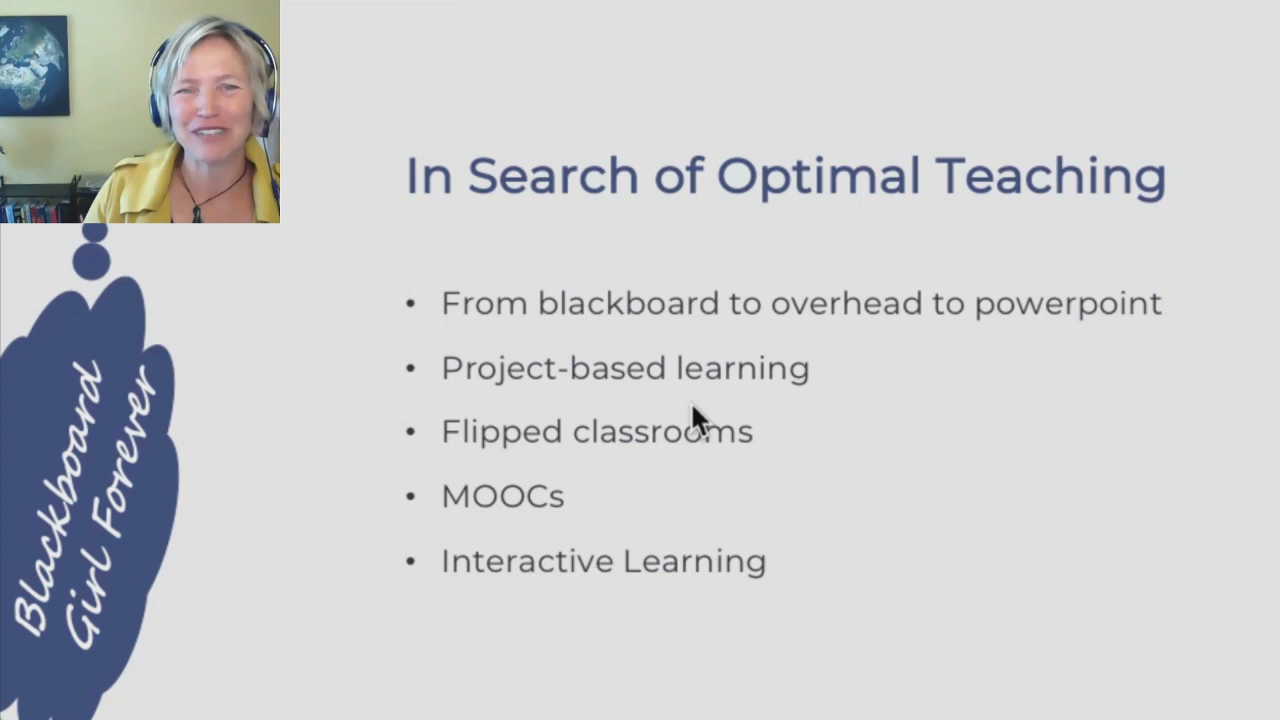 In Search of Optimal Teaching
• From blackboard to overhead to powerpoint
• Project-based learning
• Flipped classrooms
• MOOCs
• Interactive Learning
Blackboard
Girl Forever